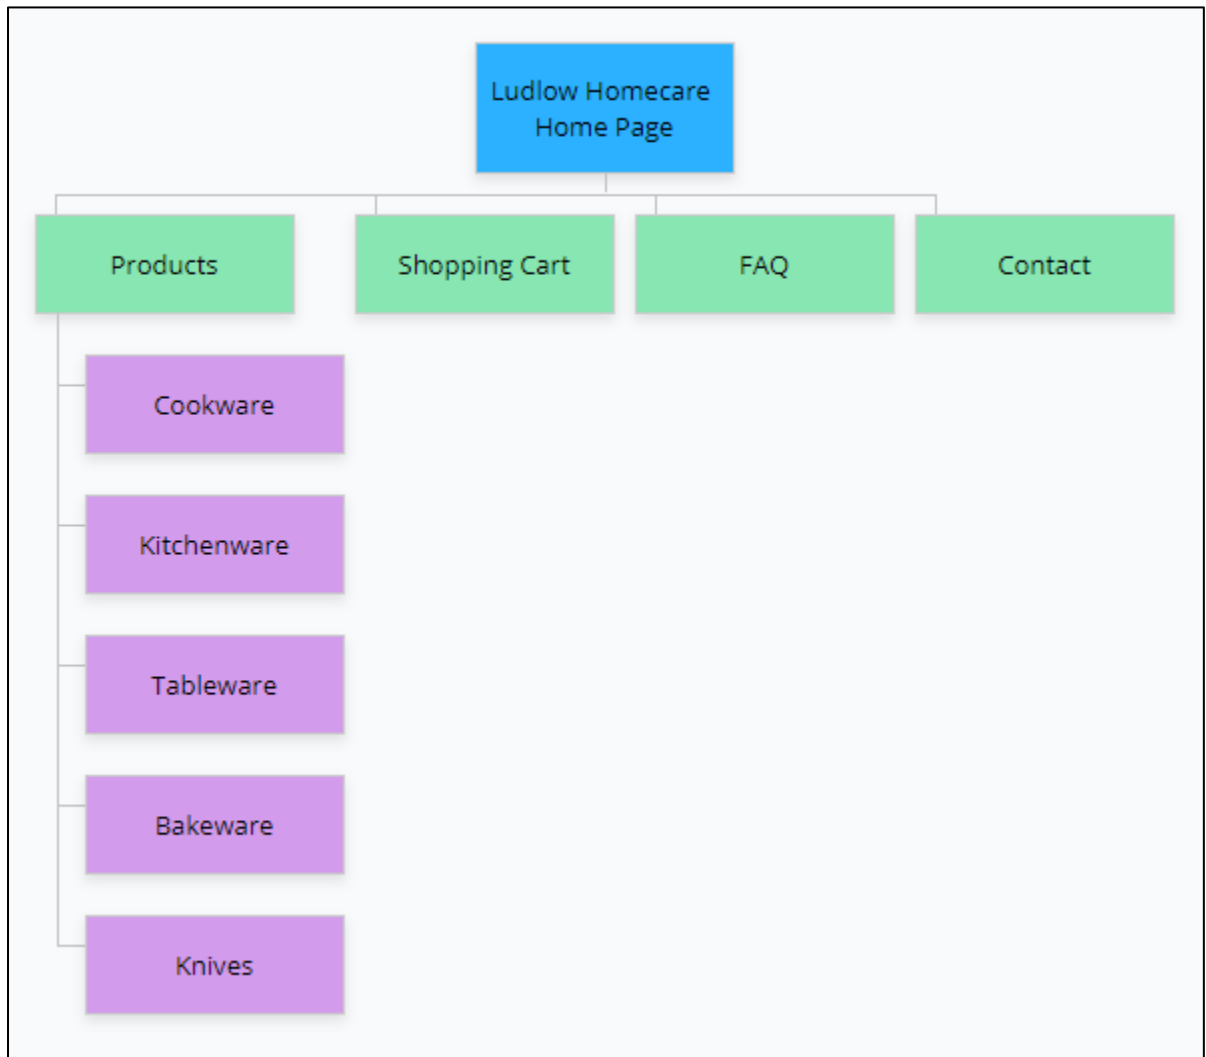 Ludlow Homecare
Home Page
Products
Shopping Cart
FAQ
Contact
Cookware
Kitchenware
Tableware
Bakeware
Knives